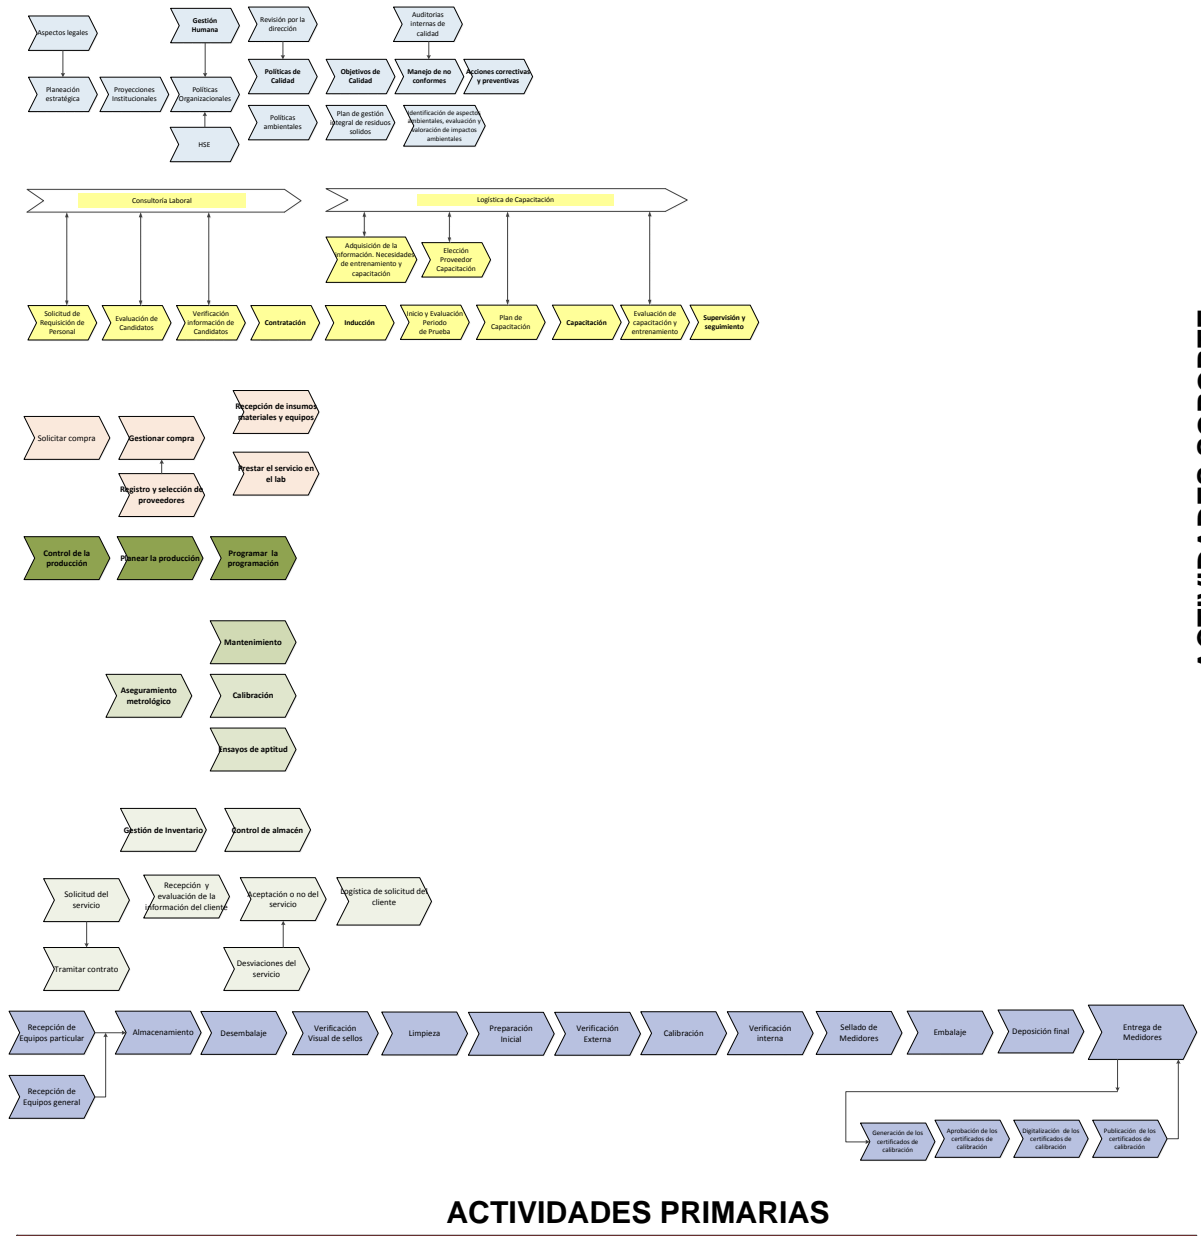 Aspectos legales
Gestión
Humana
Revisión por la
dirección
Auditorias
internas de
calidad
Planeación
estratégica
Proyecciones
Institucionales
Políticas
Organizacionales
Políticas de
Calidad
Objetivos de
Calidad
Manejo de no
conformes
Acciones correctivas
y preventivas
HSE
Políticas
ambientales
Plan de gestión
integral de residuos
solidos
Identificación de aspectos
ambientales, evaluación y
valoración de impactos
ambientales
Consultoría Laboral
Logística de Capacitación
Adquisición de la
información. Necesidades
de entrenamiento y
capacitación
Elección
Proveedor
Capacitación
Solicitud de
Requisición de
Personal
Evaluación de
Candidatos
Verificación
información de
Candidatos
Contratación
Inducción
Inicio y Evaluación
Periodo
de Prueba
Plan de
Capacitación
Capacitación
Evaluación de
capacitación y
entrenamiento
Supervisión y
seguimiento
Solicitar compra
Gestionar compra
Recepción de insumos
materiales y equipos
Registro y selección de
proveedores
Prestar el servicio en
el lab
Control de la
producción
Planear la producción
Programar la
programación
Mantenimiento
Aseguramiento
metrológico
Calibración
Ensayos de aptitud
Gestión de Inventario
Control de almacén
Solicitud del
servicio
Recepción y
evaluación de la
información del cliente
Aceptación o no del
servicio
Logística de solicitud del
cliente
Tramitar contrato
Desviaciones del
servicio
Recepción de
Equipos particular
Almacenamiento
Desembalaje
Verificación
Visual de sellos
Limpieza
Preparación
Inicial
Verificación
Externa
Calibración
Verificación
interna
Sellado de
Medidores
Embalaje
Deposición final
Entrega de
Medidores
Recepción de
Equipos general
Generación de los
certificados de
calibración
Aprobación de los
certificados de
calibración
Digitalización de los
certificados de
calibración
Publicación de los
certificados de
calibración
ACTIVIDADES PRIMARIAS